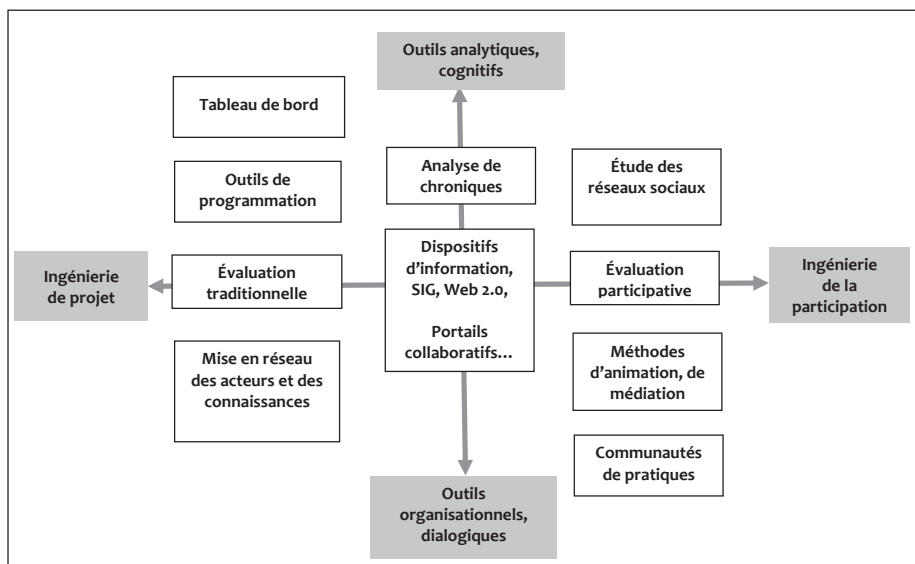 Outils analytiques,
cognitifs
Tableau de bord
Analyse de
chroniques
Étude des
réseaux sociaux
Outils de
programmation
Ingénierie
de projet
Évaluation
traditionnelle
Dispositifs
d’information,
SIG, Web 2.0,
Portails
collaboratifs…
Évaluation
participative
Ingénierie
de la
participation
Mise en réseau
des acteurs et des
connaissances
Méthodes
d’animation, de
médiation
Communautés
de pratiques
Outils
organisationnels,
dialogiques